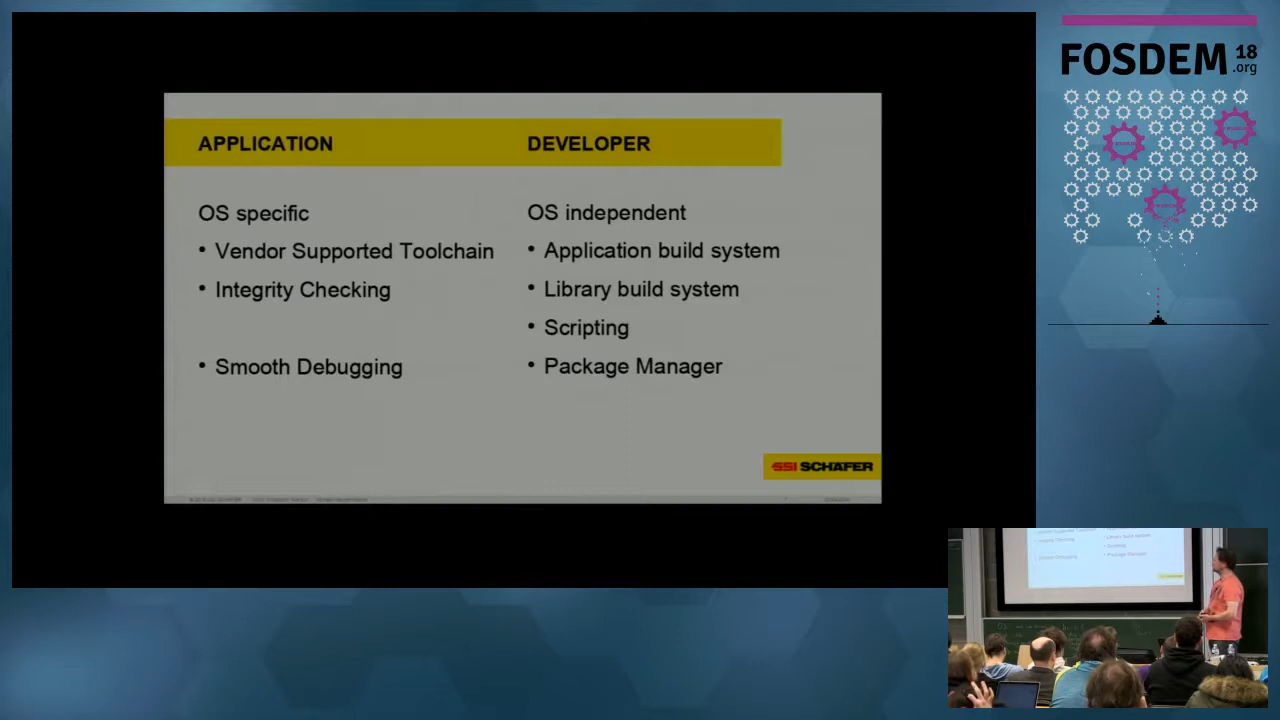 APPLICATION DEVELOPER
OS specific OS independent
• Vendor Supported Toolchain • Application build system
• Integrity Checking • Library build system
• Scripting
• Smooth Debugging • Package Manager
SSI SCHÄFER
FOSDEM 18
.org